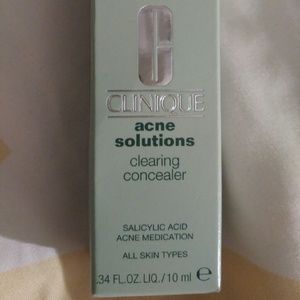 CLINIQUE
acne
solutions
clearing
concealer
SALICYLIC ACID
ACNE MEDICATION
ALL SKIN TYPES
.34 FL.OZ.LIQ./10 ml ℮